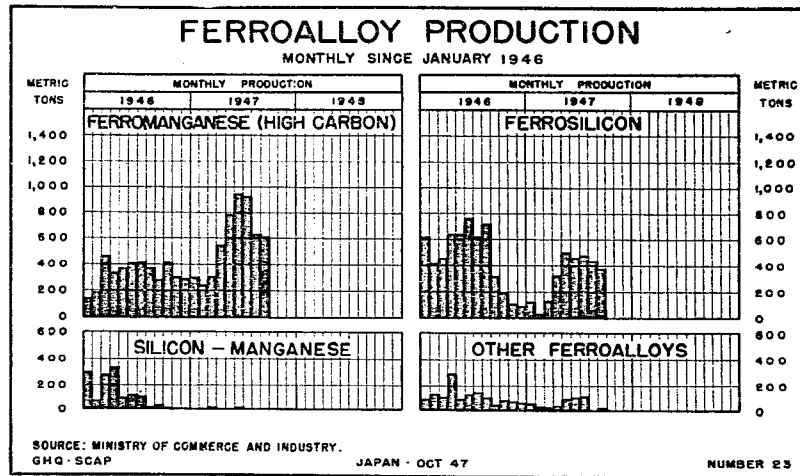 FERROALLOY PRODUCTION
MONTHLY SINCE JANUARY 1946
METRIC TONS
MONTHLY PRODUCTION
1946 1947 1948
FERROMANGANESE (HIGH CARBON)
1,400
1,200
1,000
800
600
400
200
0
MONTHLY PRODUCTION
1946 1947 1948
FERROSILICON
METRIC TONS
1,400
1,200
1,000
800
600
400
200
0
600
400
200
0
SILICON – MANGANESE
OTHER FERROALLOYS
600
400
200
0
SOURCE: MINISTRY OF COMMERCE AND INDUSTRY.
GHQ - SCAP JAPAN - OCT 47 NUMBER 23